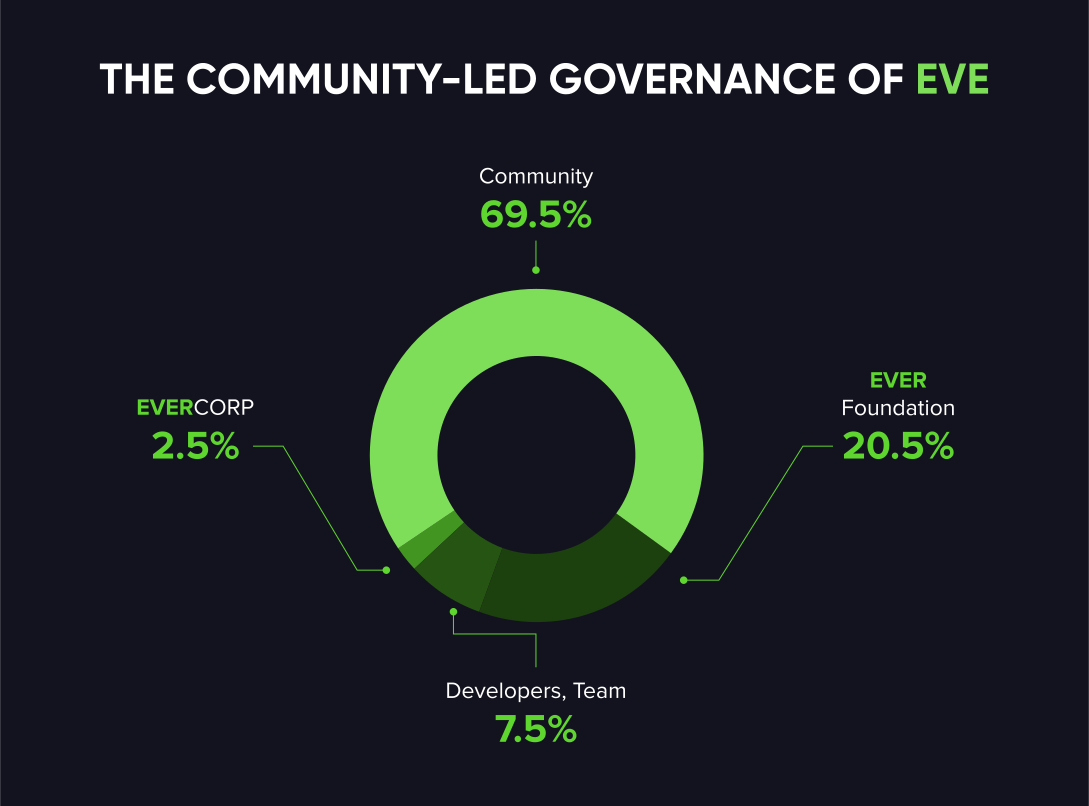 THE COMMUNITY-LED GOVERNANCE OF EVE
Community
69.5%
EVER
Foundation
20.5%
EVERCORP
2.5%
Developers, Team
7.5%